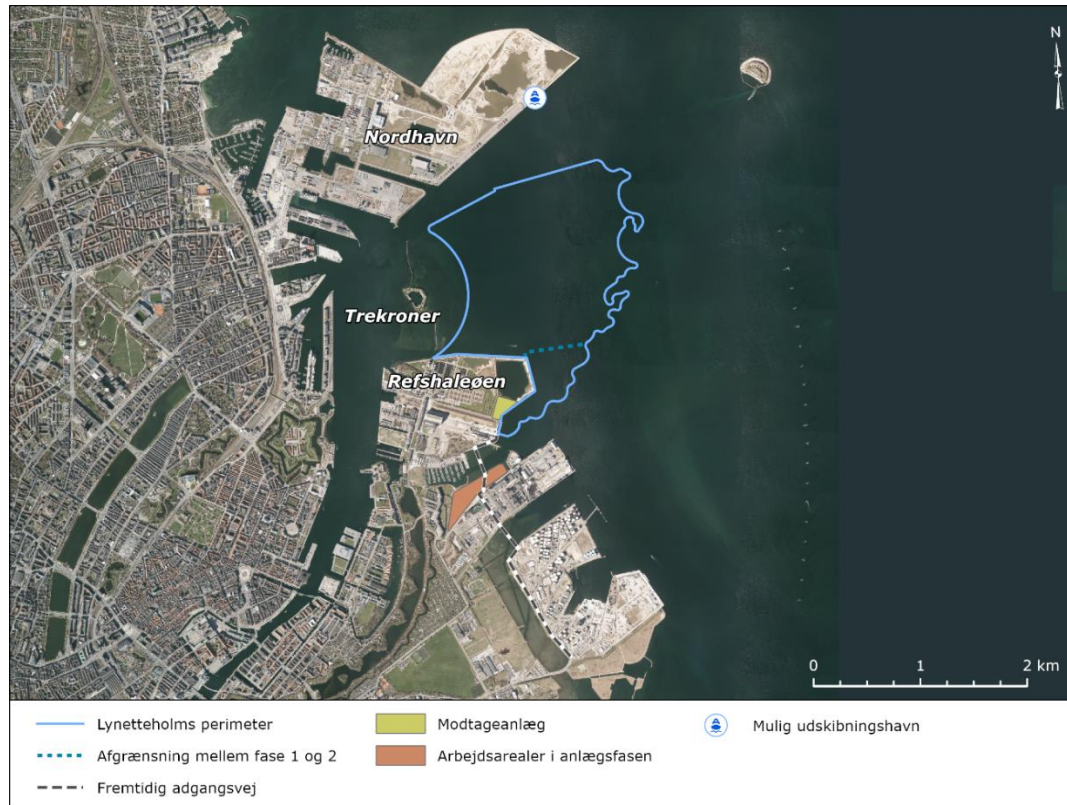 N
Nordhavn
Trekroner
Refshaleøen
0 1 2 km
Lynetteholms perimeter
Modtageanlæg
Mulig udskibningshavn
Afgrænsning mellem fase 1 og 2
Arbejdsarealer i anlægsfasen
Fremtidig adgangsvej